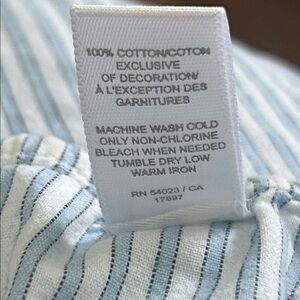 100% COTTON/COTON
EXCLUSIVE
OF DECORATION/
À L'EXCEPTION DES
GARNITURES
MACHINE WASH COLD
ONLY NON-CHLORINE
BLEACH WHEN NEEDED
TUMBLE DRY LOW
WARM IRON
RN 54023 / CA
17897